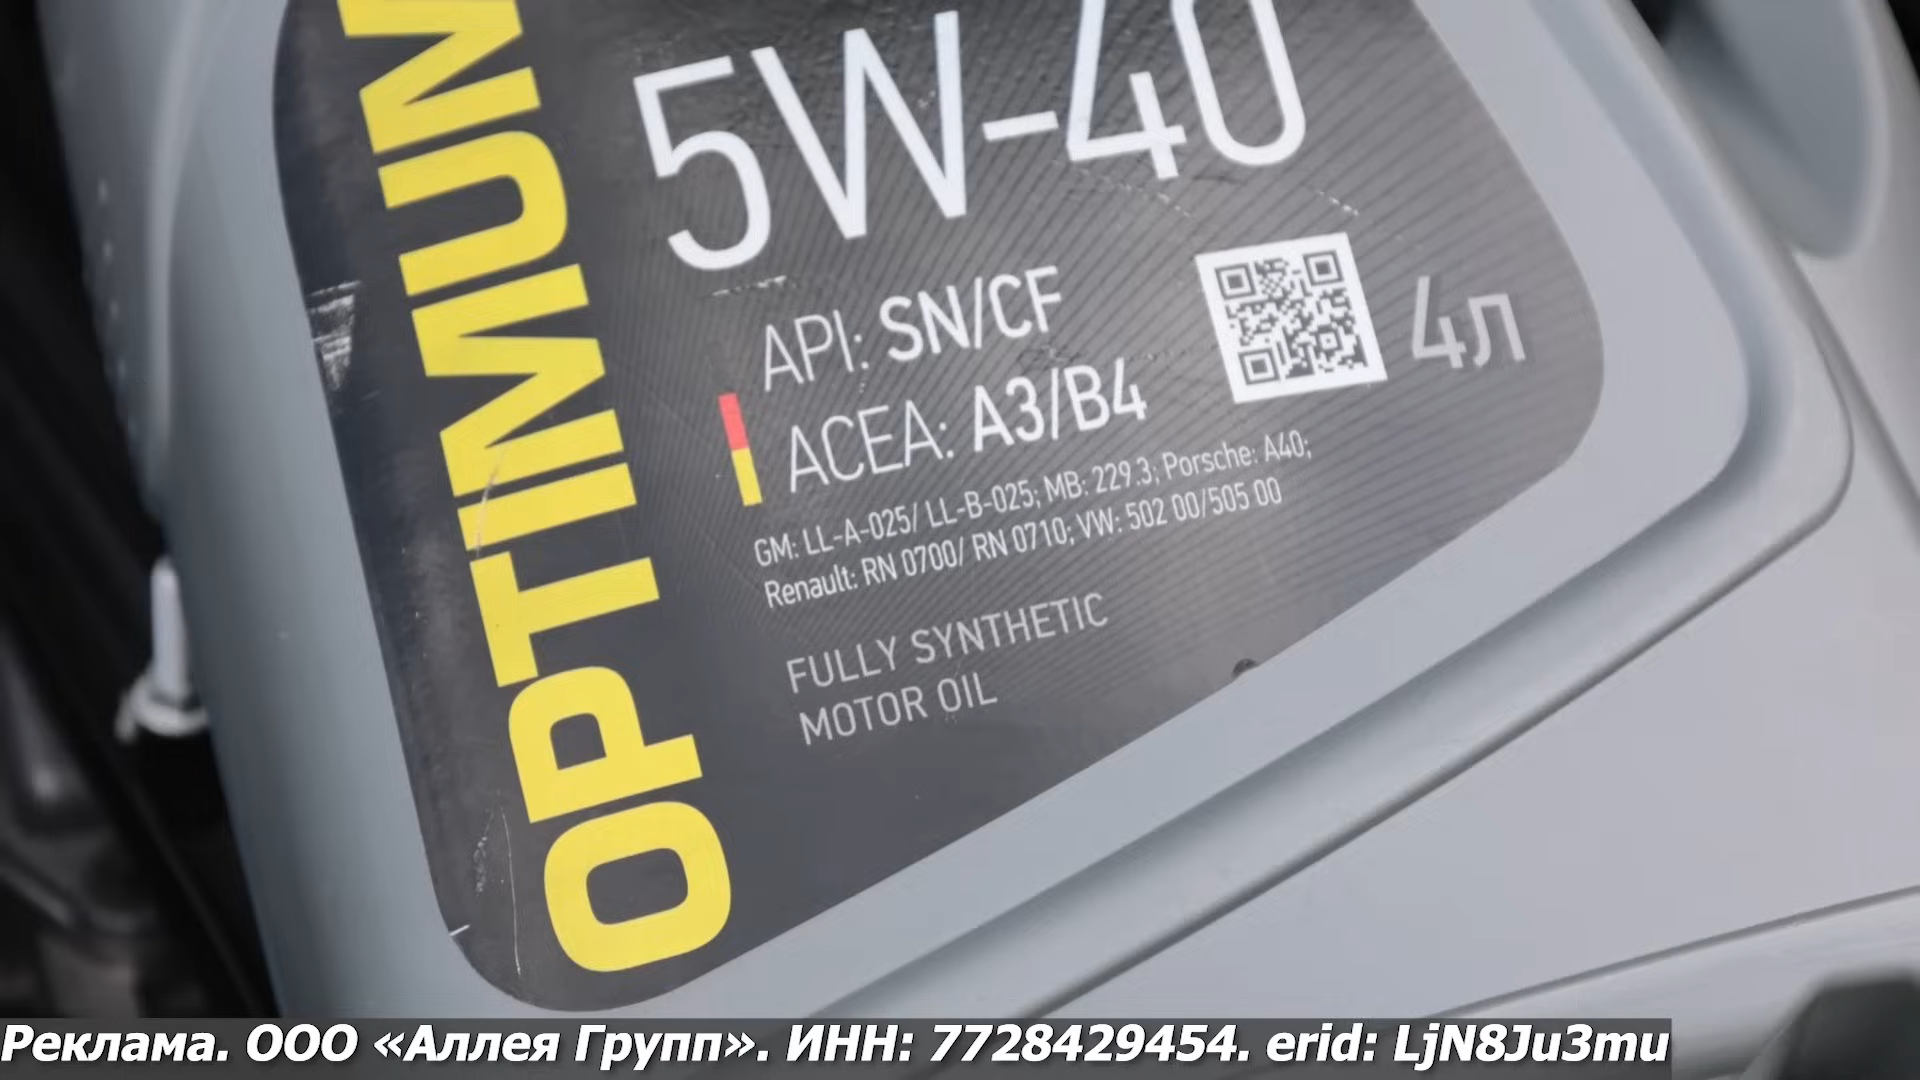 OPTIMUM
5W-40
API: SN/CF
ACEA: A3/B4
4л
GM: LL-A-025/ LL-B-025; MB: 229.3; Porsche: A40;
Renault: RN 0700/ RN 0710; VW: 502 00/505 00
FULLY SYNTHETIC
MOTOR OIL
Реклама. ООО «Аллея Групп». ИНН: 7728429454. erid: LjN8Ju3mu